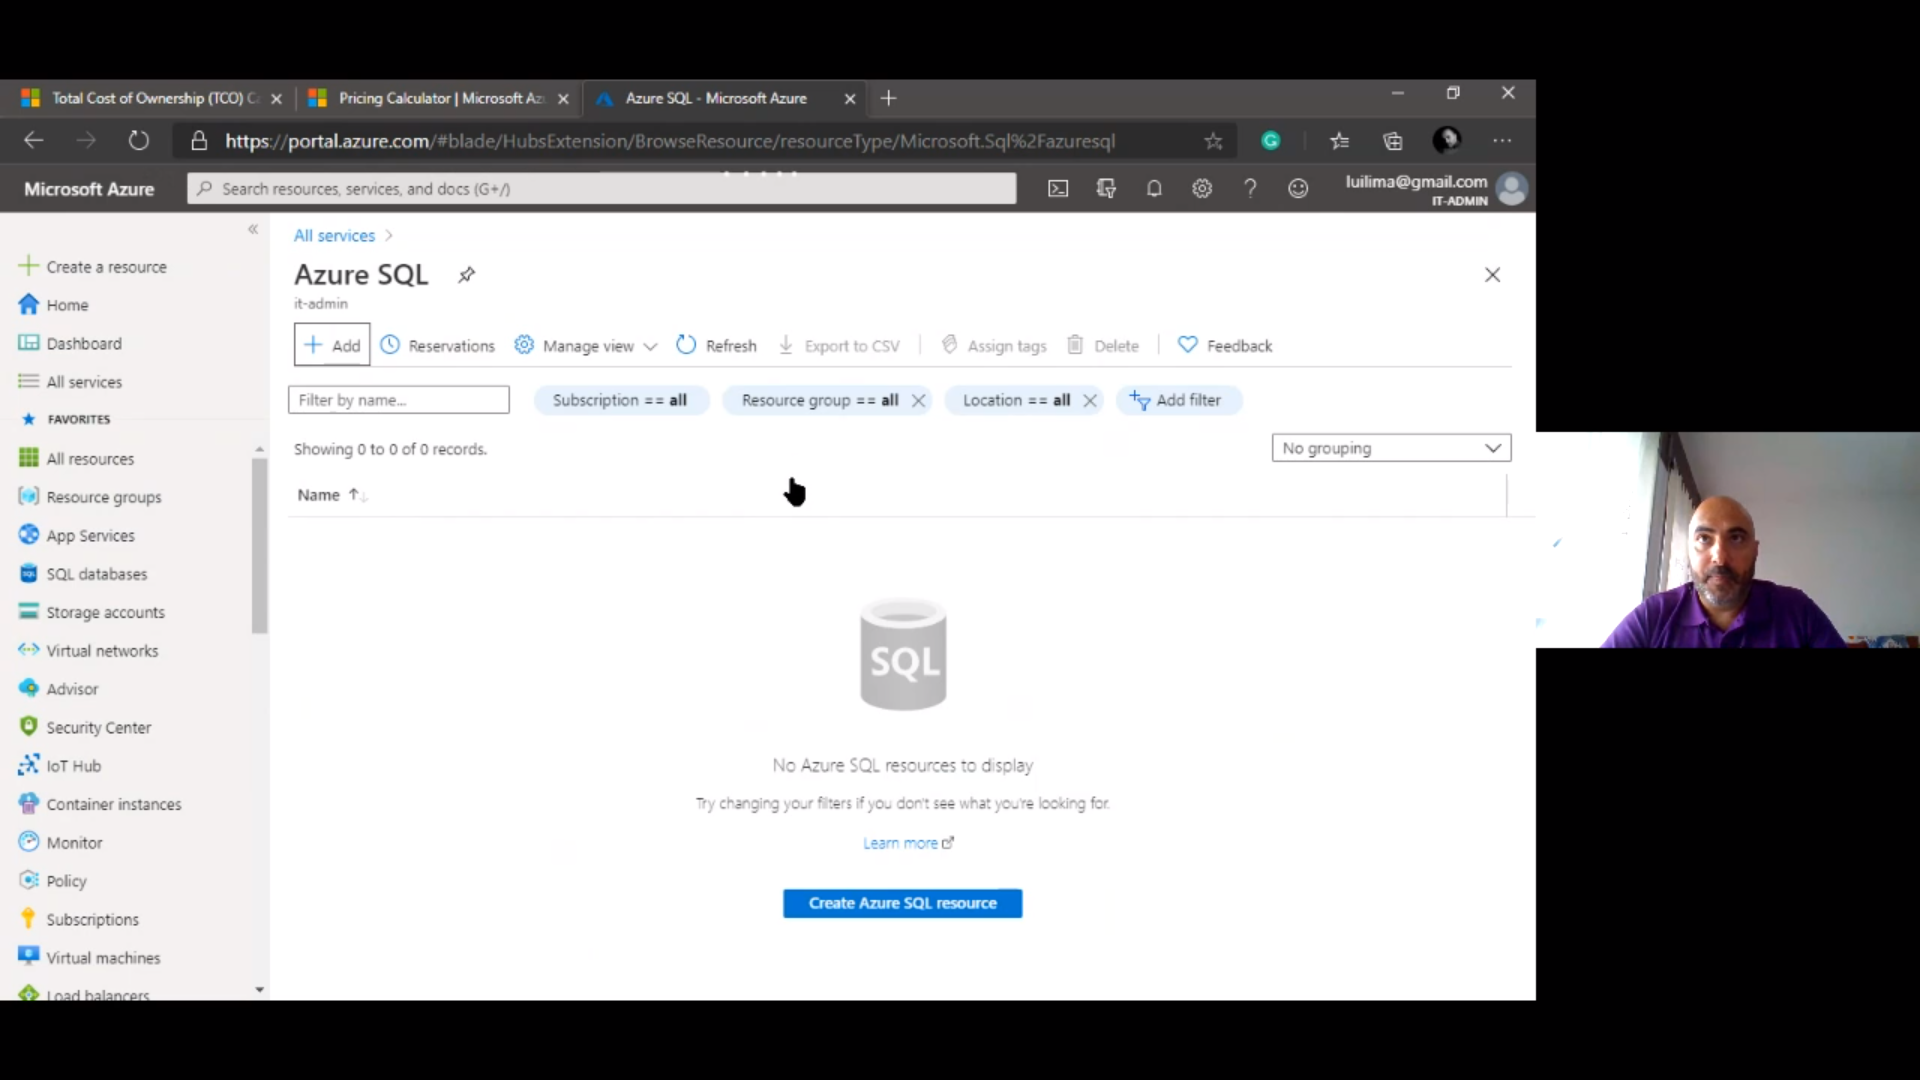 Total Cost of Ownership (TCO) C
Pricing Calculator | Microsoft Az
Azure SQL - Microsoft Azure
https://portal.azure.com/#blade/HubsExtension/BrowseResource/resourceType/Microsoft.Sql%2Fazuresql
G
Microsoft Azure
Search resources, services, and docs (G+/)
luilima@gmail.com
IT-ADMIN
Create a resource
Home
Dashboard
All services
FAVORITES
All resources
Resource groups
App Services
SQL databases
Storage accounts
Virtual networks
Advisor
Security Center
IoT Hub
Container instances
Monitor
Policy
Subscriptions
Virtual machines
Load balancers
All services >
Azure SQL
it-admin
Add Reservations Manage view Refresh Export to CSV Assign tags Delete Feedback
Filter by name... Subscription == all Resource group == all Location == all Add filter
Showing 0 to 0 of 0 records. No grouping
Name
SQL
No Azure SQL resources to display
Try changing your filters if you don't see what you're looking for.
Learn more
Create Azure SQL resource